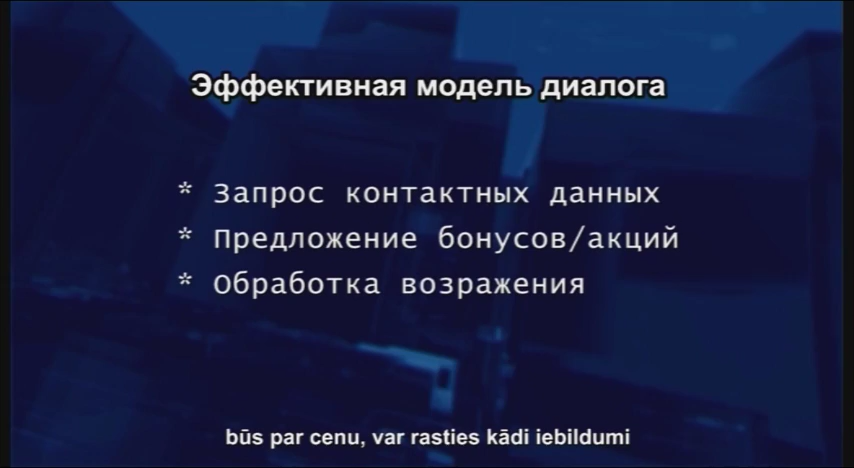 Эффективная модель диалога
* Запрос контактных данных
* Предложение бонусов/акций
* Обработка возражения
būs par cenu, var rasties kādi iebildumi